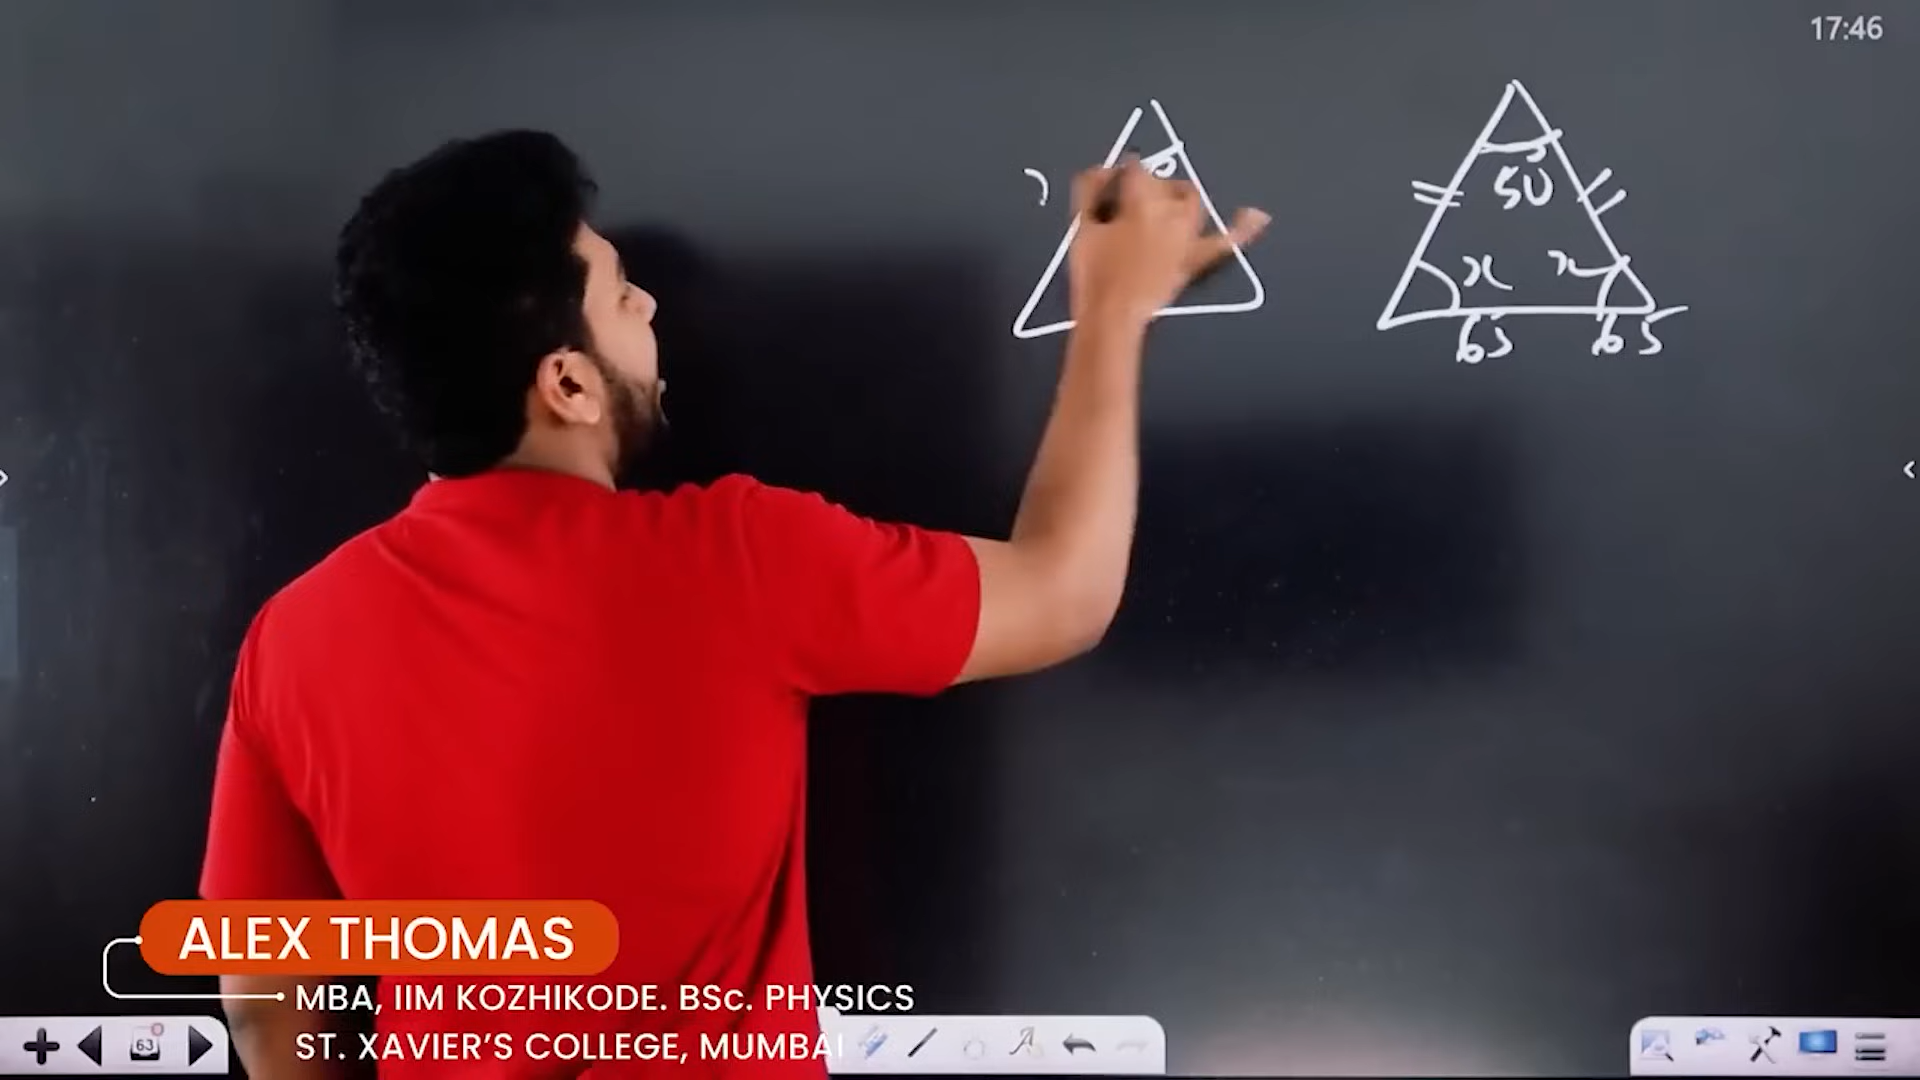 17:46
50
x x
65 65
ALEX THOMAS
MBA, IIM KOZHIKODE. BSc. PHYSICS
ST. XAVIER'S COLLEGE, MUMBAI
63